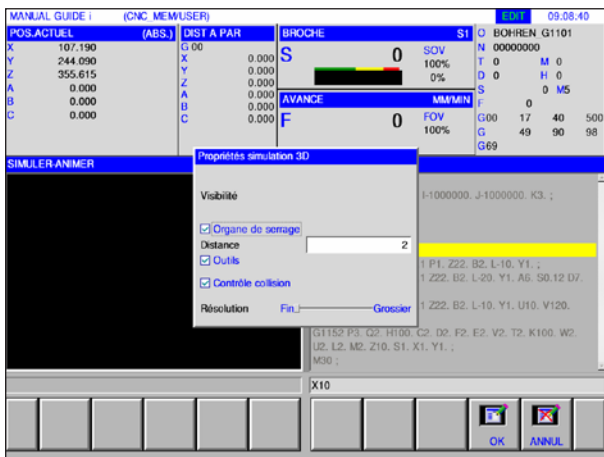 MANUAL GUIDE i (CNC_MEM/USER) EDIT 09:08:40
POS.ACTUEL (ABS.)
X 107.190
Y 244.090
Z 355.615
A 0.000
B 0.000
C 0.000
DIST A PAR
G 00
X 0.000
Y 0.000
Z 0.000
A 0.000
B 0.000
C 0.000
BROCHE S1
S 0 SOV
100%
0%
AVANCE MM/MIN
F 0 FOV
100%
O BOHREN G1101
N 00000000
T 0 M 0
D 0 H 0
S 0 M5
F 0
G00 17 40 500
G 49 90 98
G69
SIMULER-ANIMER
Propriétés simulation 3D
Visibilité
Organe de serrage
Distance 2
Outils
Contrôle collision
Résolution Fin Grossier
I-1000000. J-1000000. K3. ;
1 P1. Z22. B2. L-10. Y1. ;
1 Z22. B2. L-20. Y1. A6. S0.12 D7.
1 Z22. B2. L-10. Y1. U10. V120.
G1152 P3. Q2. H100. C2. D2. F2. E2. V2. T2. K100. W2.
U2. L2. M2. Z10. S1. X1. Y1. ;
M30 ;
X10
OK ANNUL